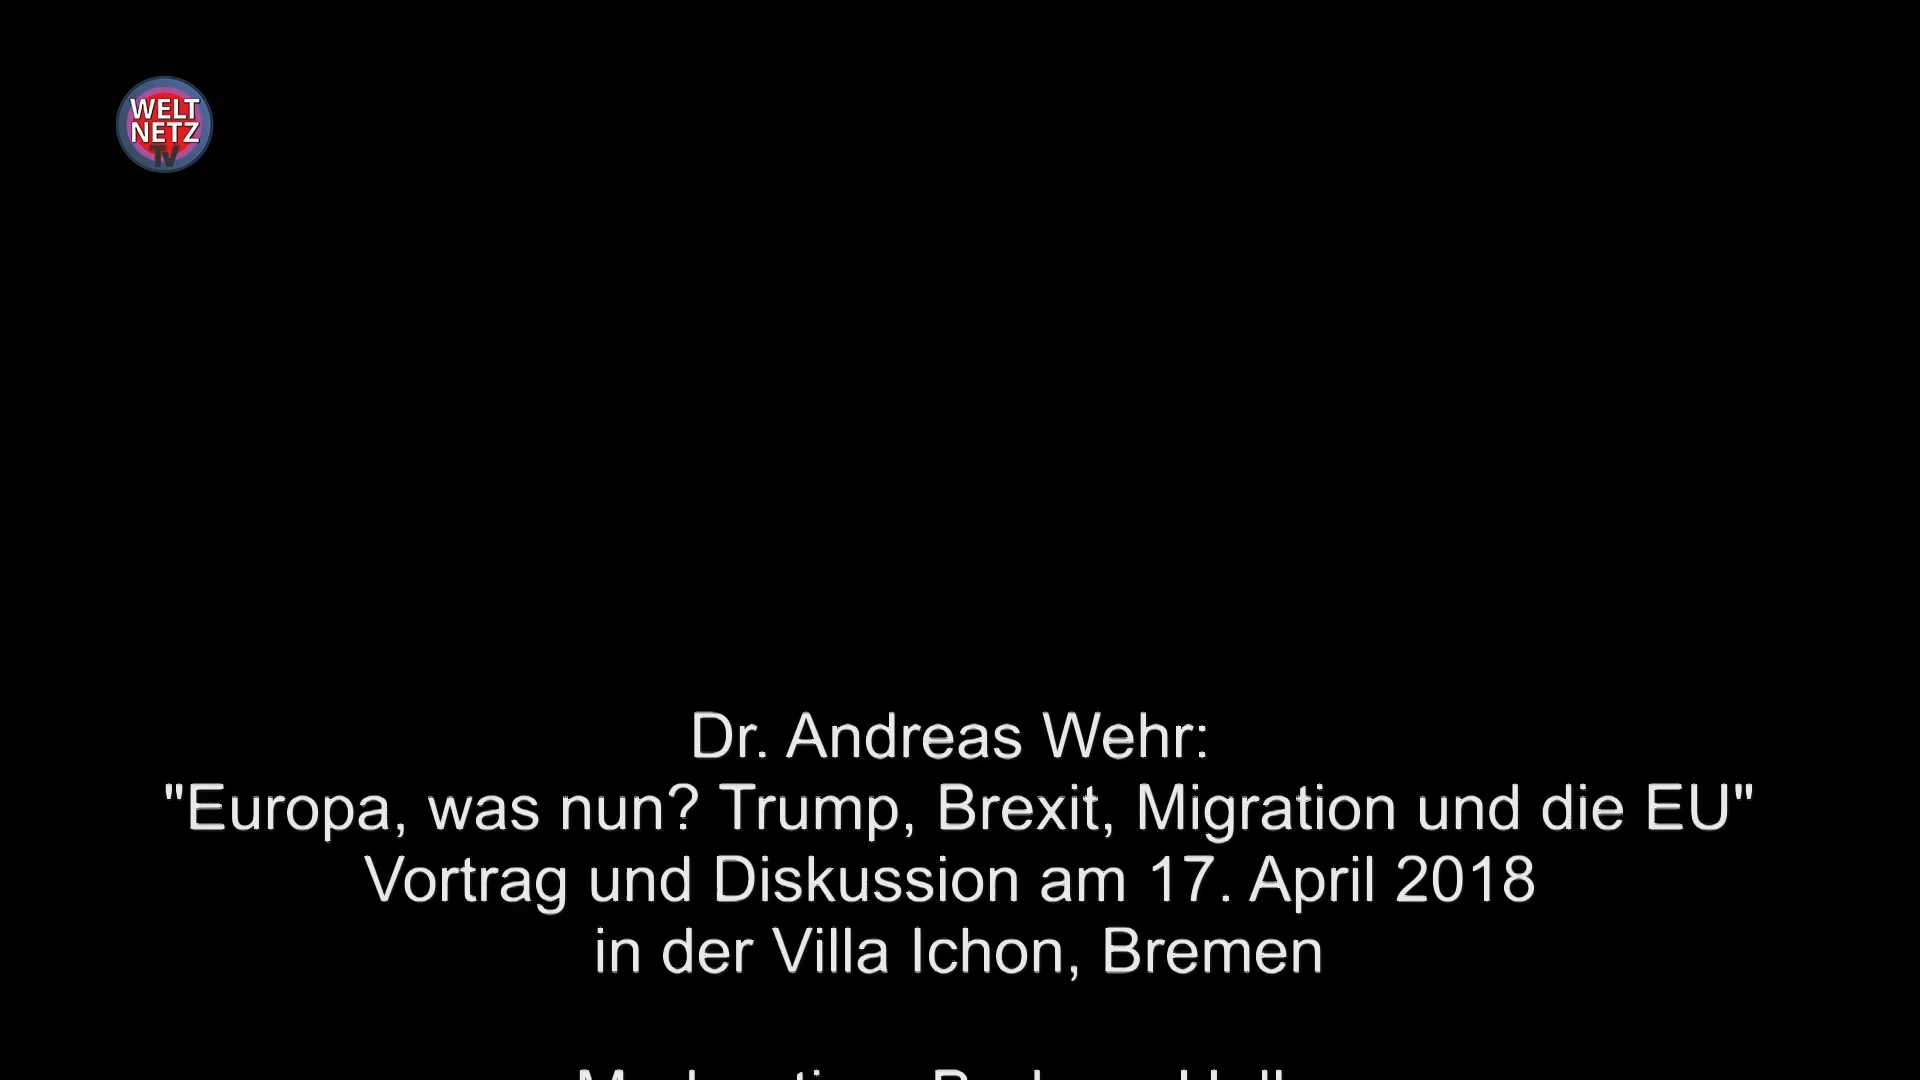 WELT
NETZ
TV
Dr. Andreas Wehr:
"Europa, was nun? Trump, Brexit, Migration und die EU"
Vortrag und Diskussion am 17. April 2018
in der Villa Ichon, Bremen